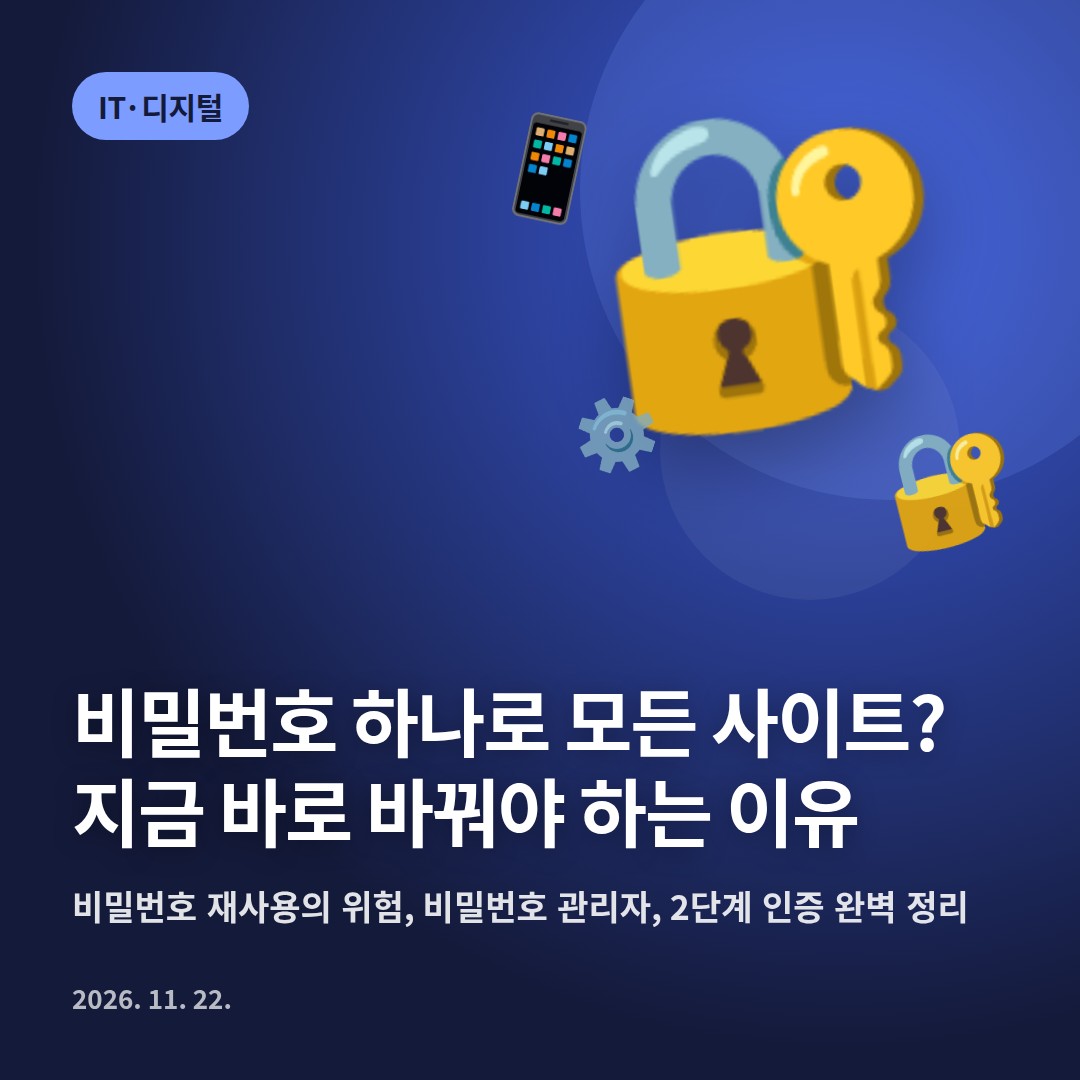 IT·디지털
비밀번호 하나로 모든 사이트?
지금 바로 바꿔야 하는 이유
비밀번호 재사용의 위험, 비밀번호 관리자, 2단계 인증 완벽 정리
2026. 11. 22.